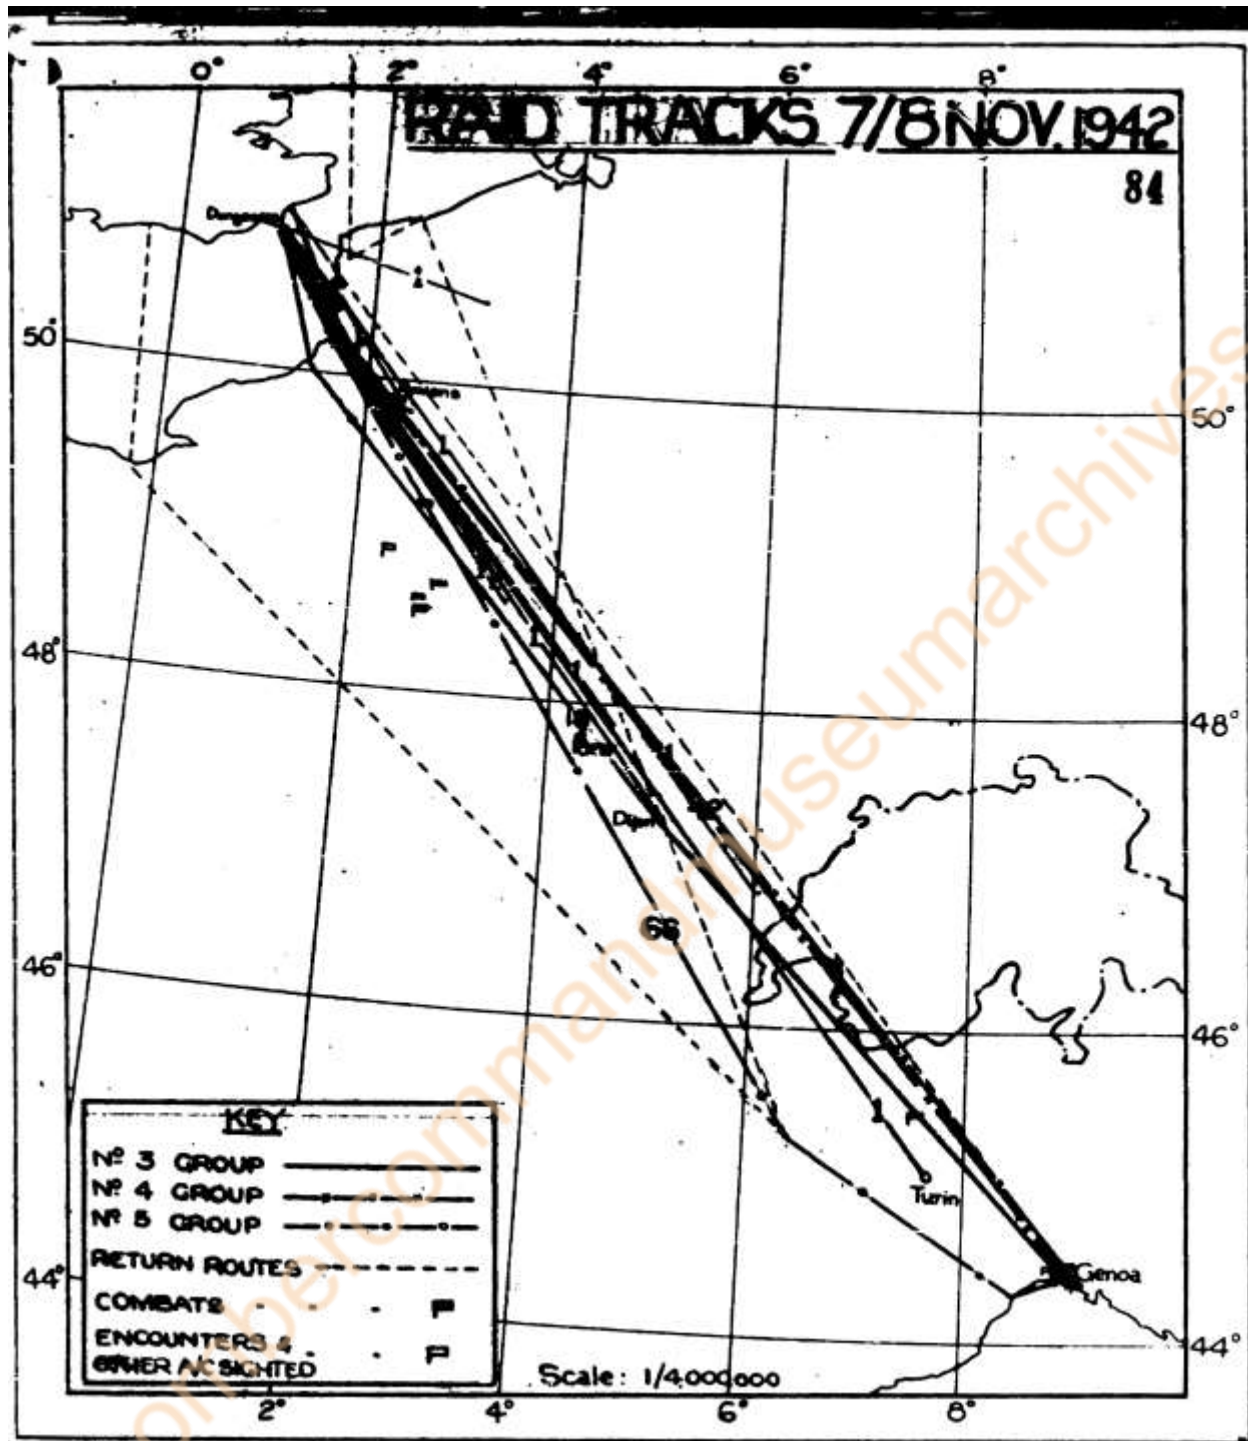 0° 2° 4° 6° 8°
RAID TRACKS 7/8 NOV. 1942
84
50°
50°
48°
48°
Dijon
46°
46°
Turin
Genoa
KEY
Nº 3 GROUP
Nº 4 GROUP
Nº 5 GROUP
RETURN ROUTES
COMBATS
ENCOUNTERS &
OTHER A/C SIGHTED
44°
44°
Scale: 1/4,000,000
2° 4° 6° 8°
ombercommandmuseumarchives